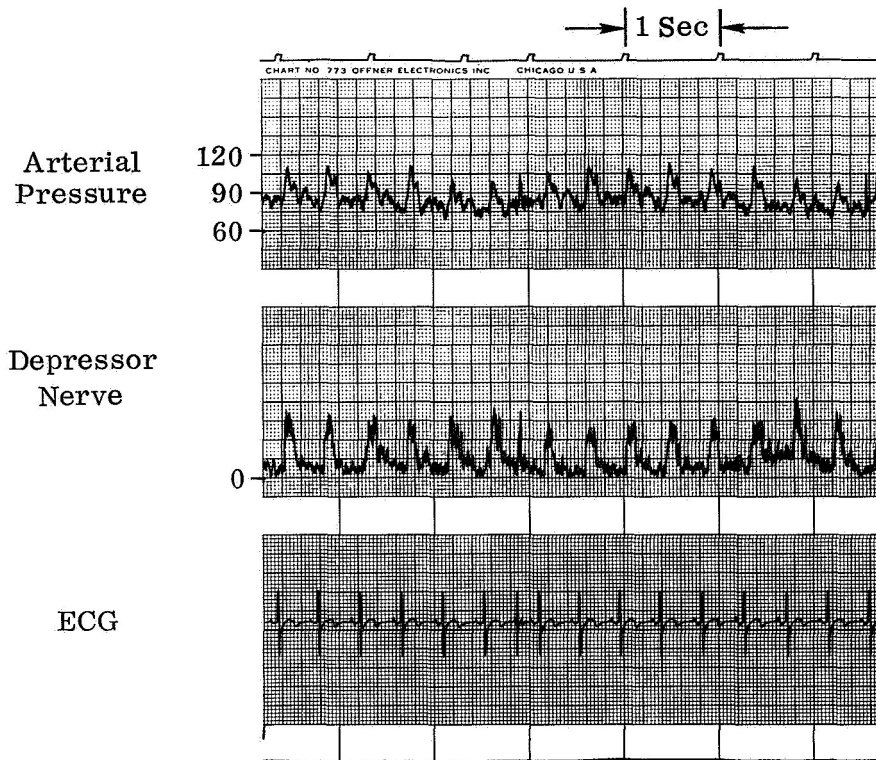 1 Sec
CHART NO 773 OFFNER ELECTRONICS INC CHICAGO U S A
Arterial
Pressure
120
90
60
Depressor
Nerve
0
ECG